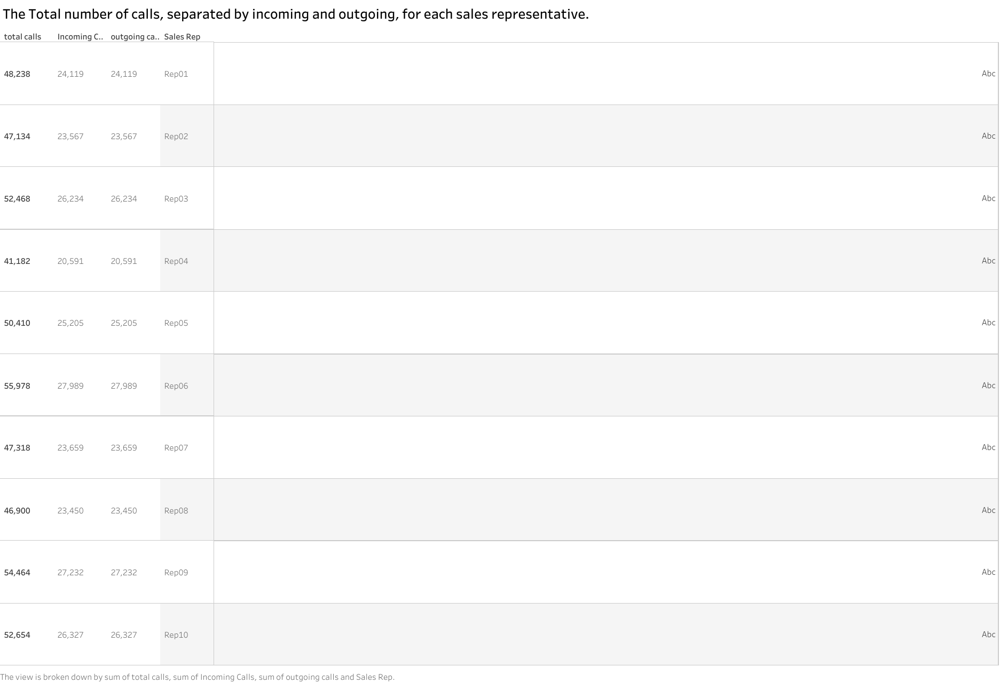 The Total number of calls, separated by incoming and outgoing, for each sales representative.
total calls Incoming C.. outgoing ca.. Sales Rep
48,238 24,119 24,119 Rep01 Abc
47,134 23,567 23,567 Rep02 Abc
52,468 26,234 26,234 Rep03 Abc
41,182 20,591 20,591 Rep04 Abc
50,410 25,205 25,205 Rep05 Abc
55,978 27,989 27,989 Rep06 Abc
47,318 23,659 23,659 Rep07 Abc
46,900 23,450 23,450 Rep08 Abc
54,464 27,232 27,232 Rep09 Abc
52,654 26,327 26,327 Rep10 Abc
The view is broken down by sum of total calls, sum of Incoming Calls, sum of outgoing calls and Sales Rep.